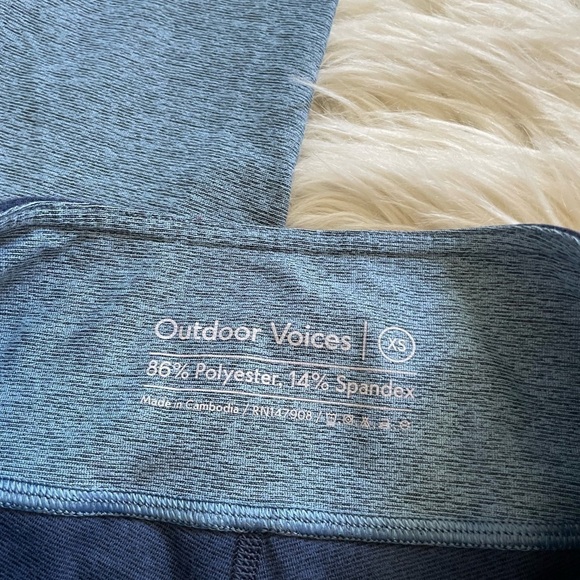 Outdoor Voices | XS
86% Polyester, 14% Spandex
Made in Cambodia / RN147908 /